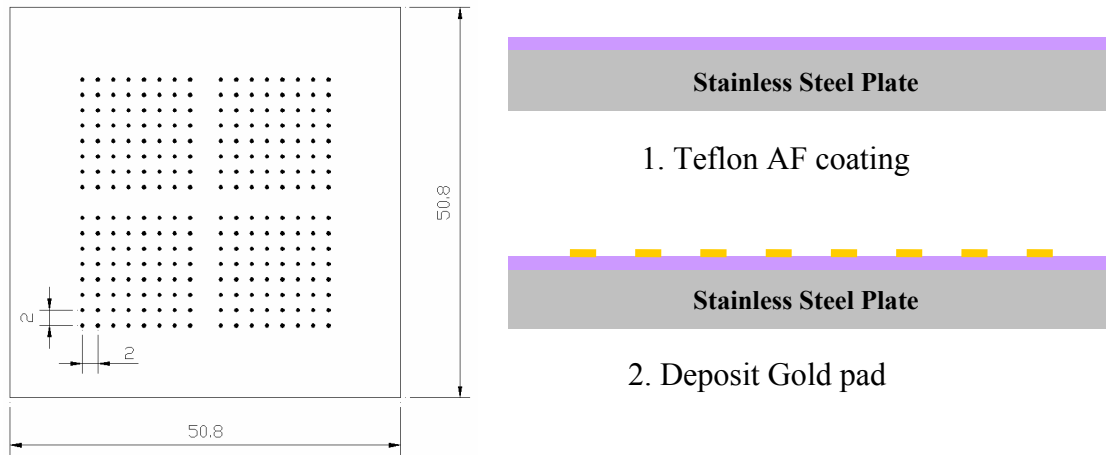 50.8
2
2
50.8
Stainless Steel Plate
1. Teflon AF coating
Stainless Steel Plate
2. Deposit Gold pad